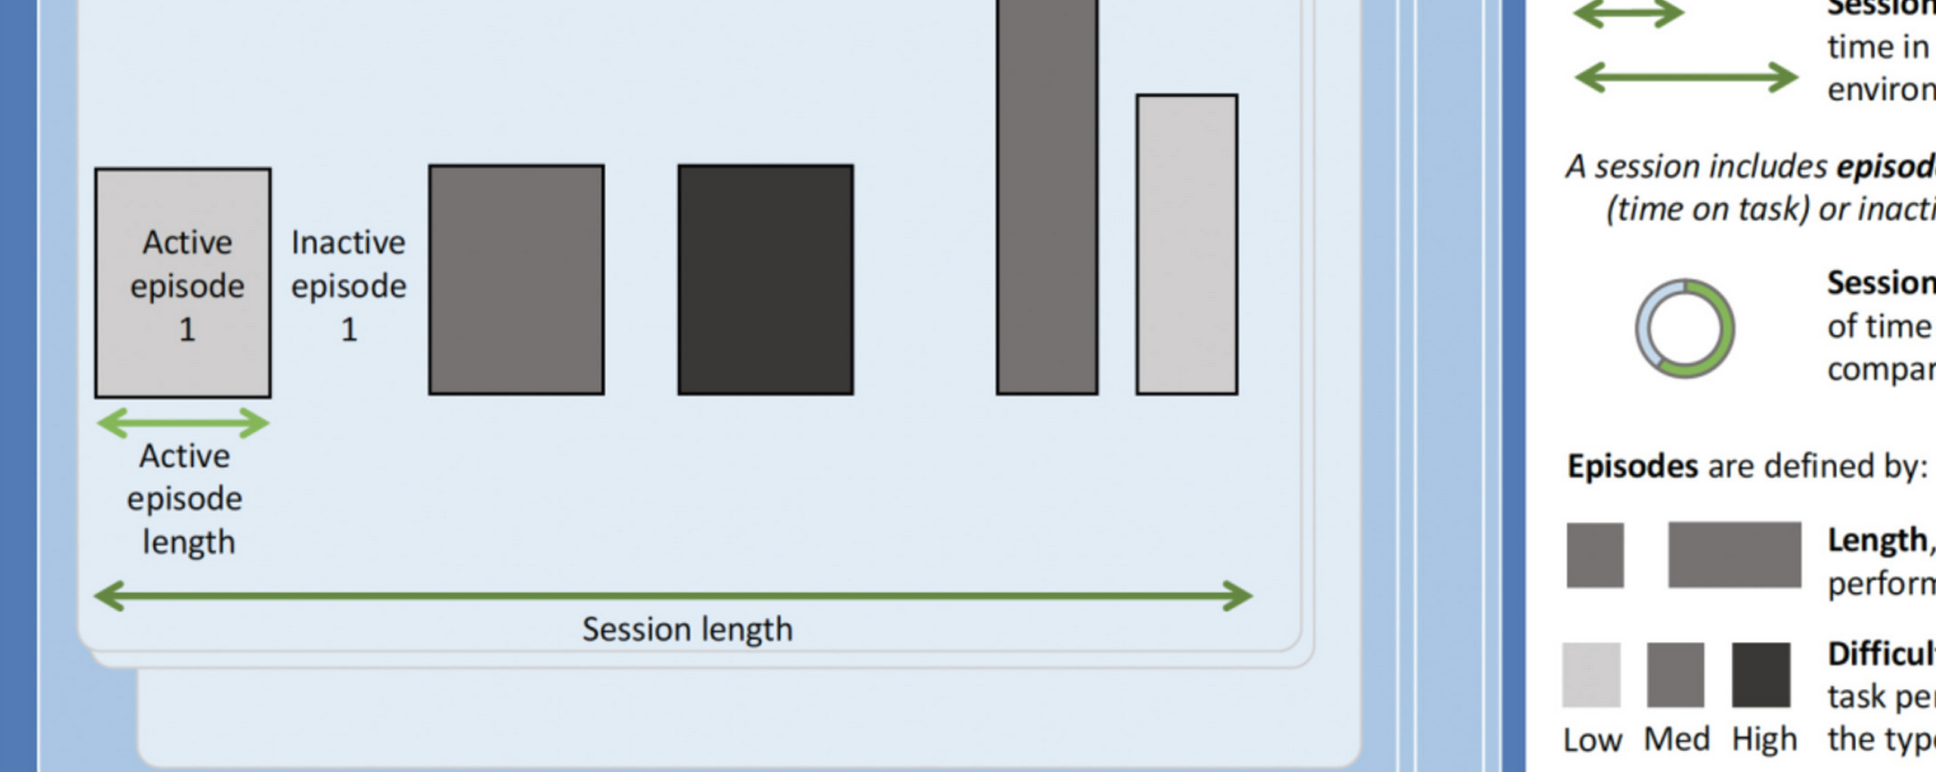 Active
episode
1
Inactive
episode
1
Active
episode
length
Session length
Session
time in
environ
A session includes episod
(time on task) or inacti
Session
of time
compar
Episodes are defined by:
Length,
perform
Difficul
task per
the type
Low Med High